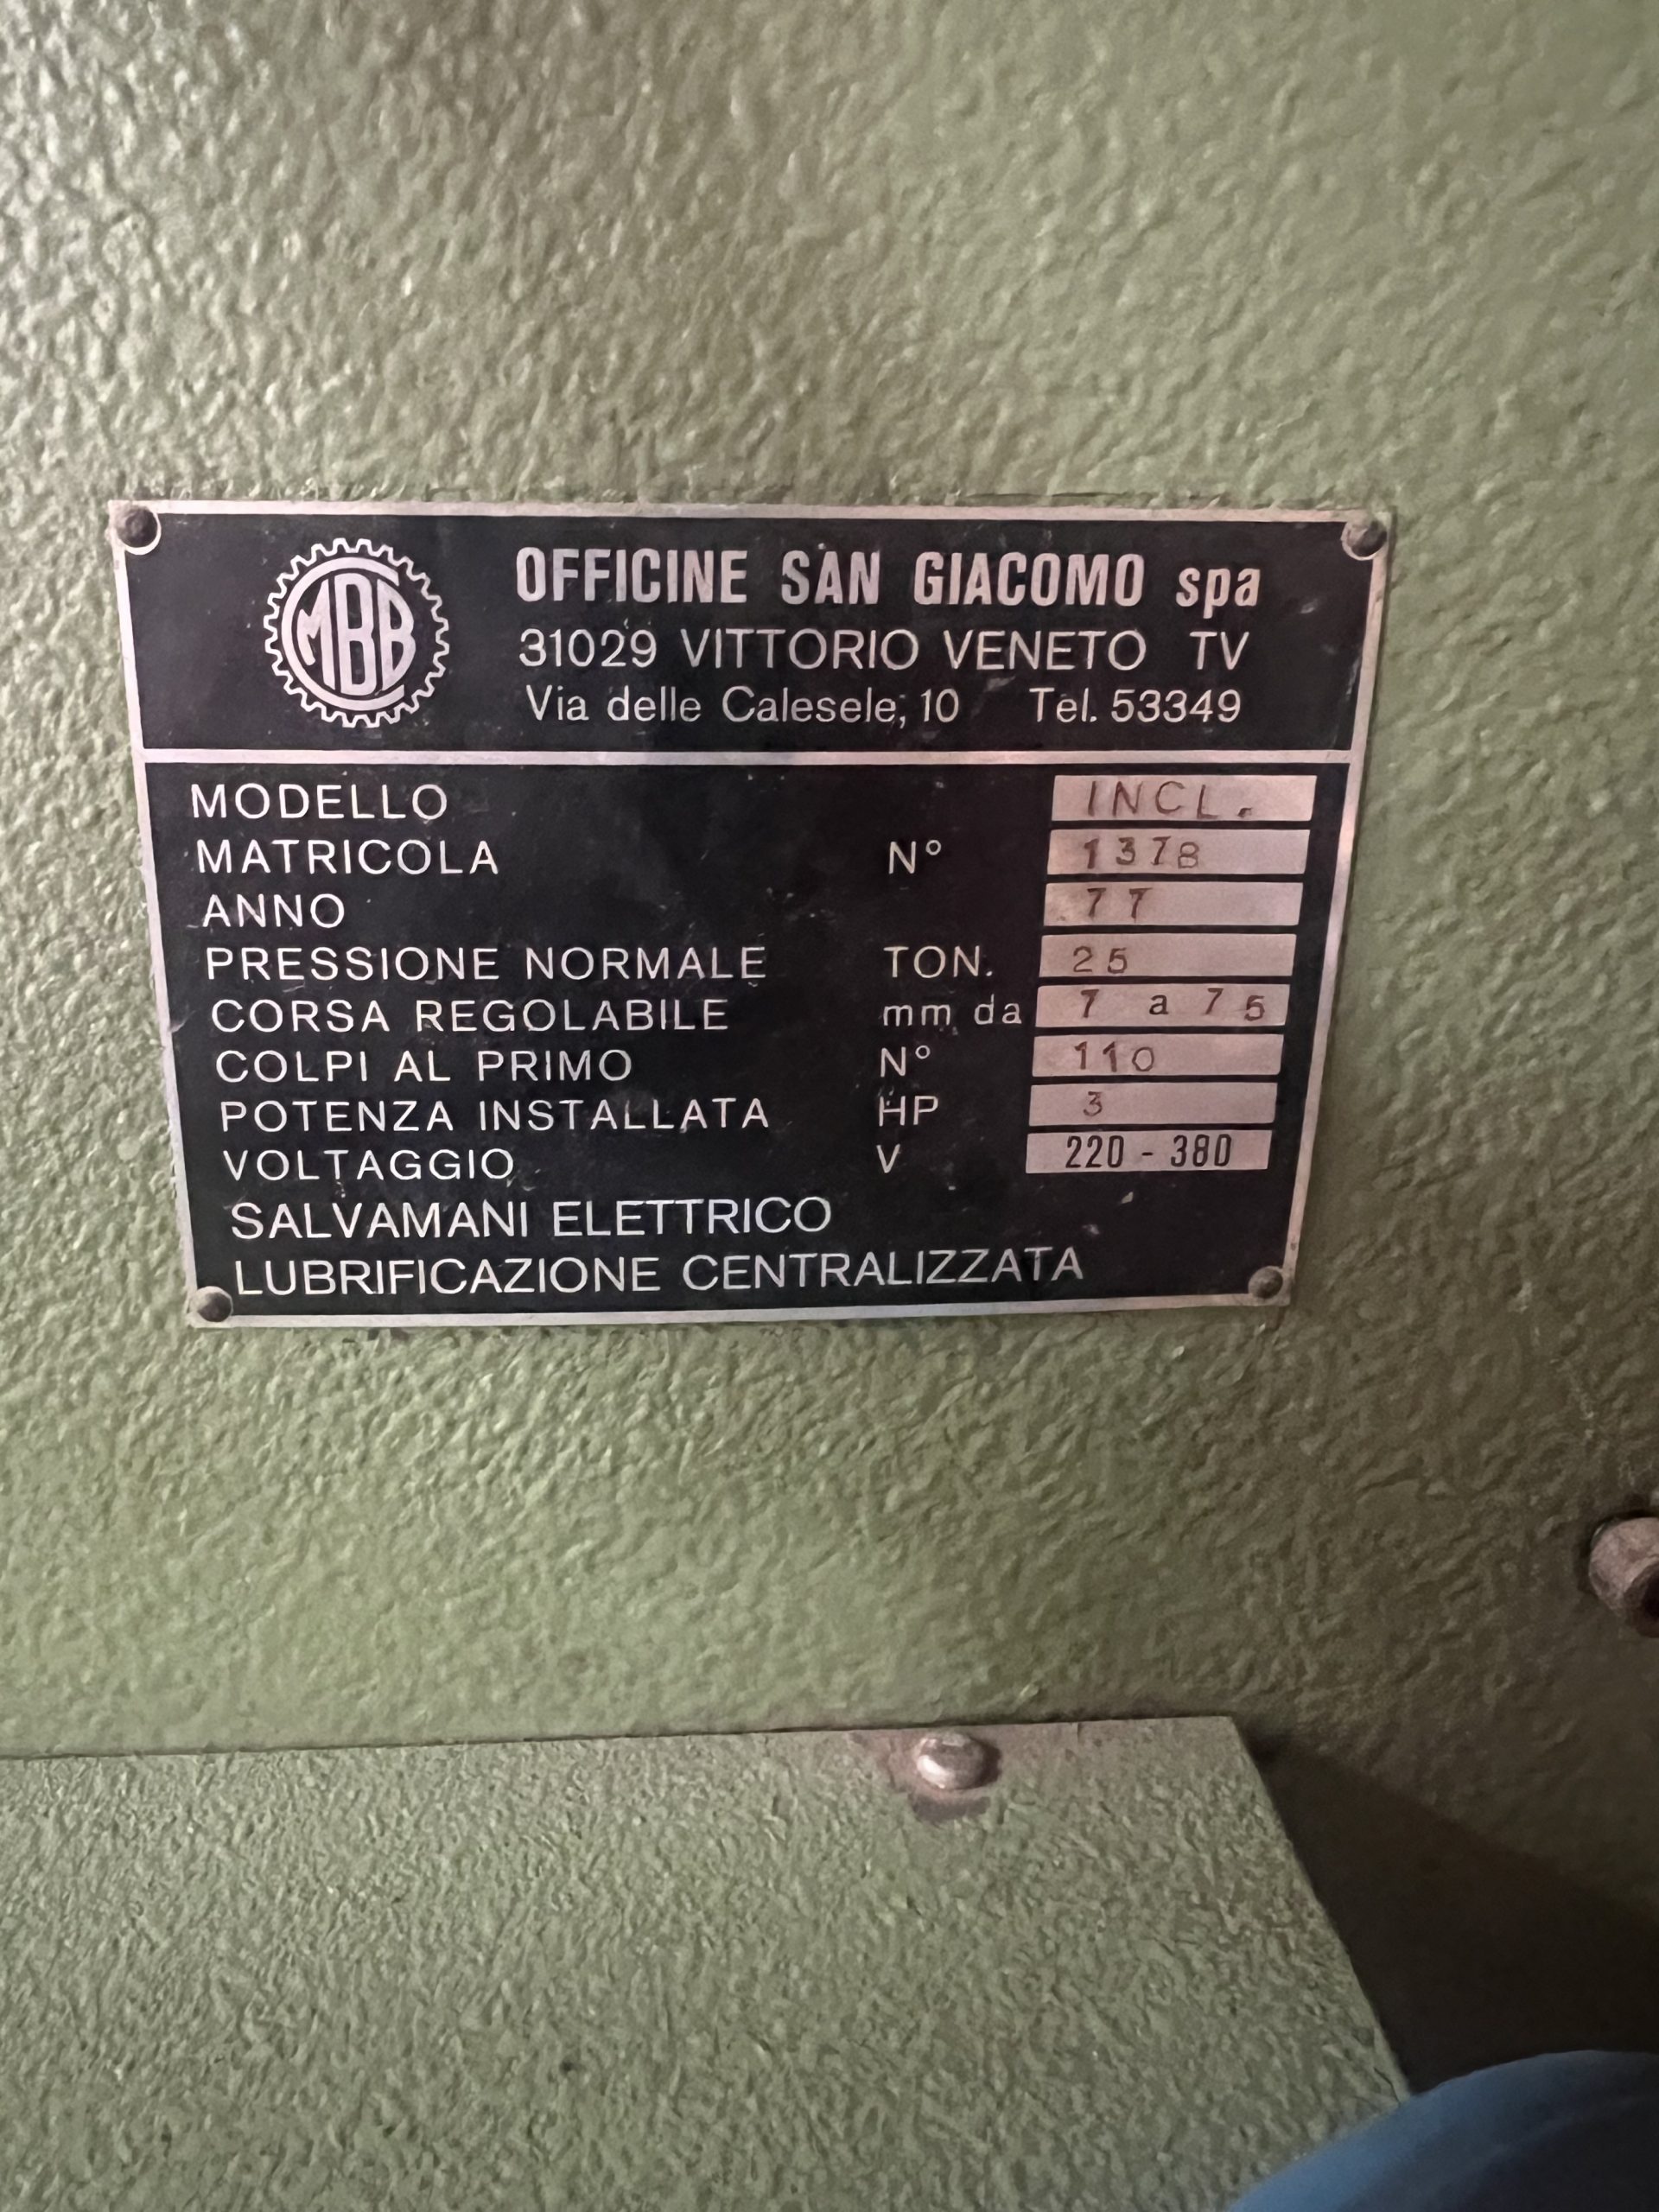 MBB
OFFICINE SAN GIACOMO spa
31029 VITTORIO VENETO TV
Via delle Calesele, 10 Tel. 53349
MODELLO INCL.
MATRICOLA N° 1378
ANNO 77
PRESSIONE NORMALE TON. 25
CORSA REGOLABILE mm da 7 a 75
COLPI AL PRIMO N° 110
POTENZA INSTALLATA HP 3
VOLTAGGIO V 220 - 380
SALVAMANI ELETTRICO
LUBRIFICAZIONE CENTRALIZZATA